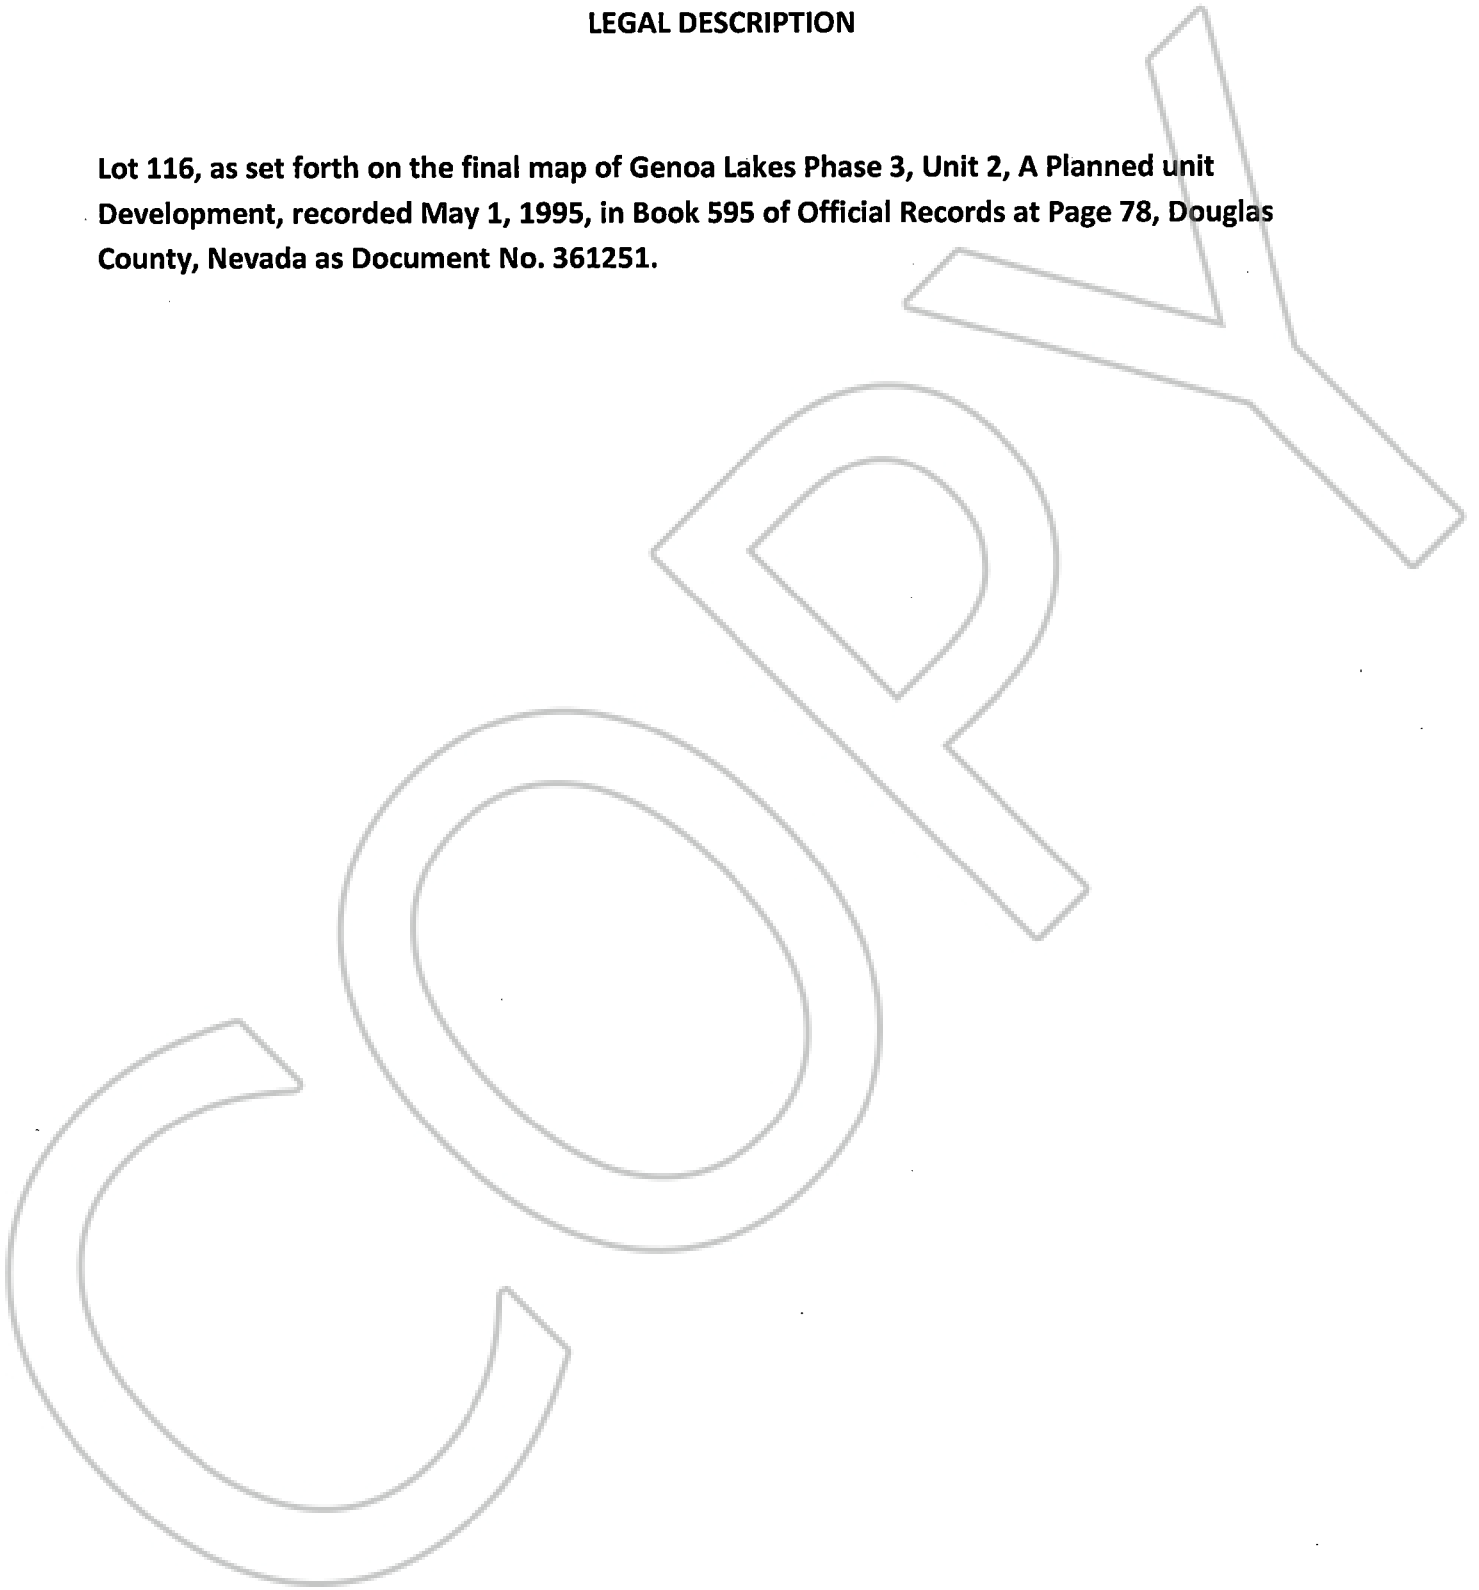 LEGAL DESCRIPTION
Lot 116, as set forth on the final map of Genoa Lakes Phase 3, Unit 2, A Planned unit
Development, recorded May 1, 1995, in Book 595 of Official Records at Page 78, Douglas
County, Nevada as Document No. 361251.
COPY